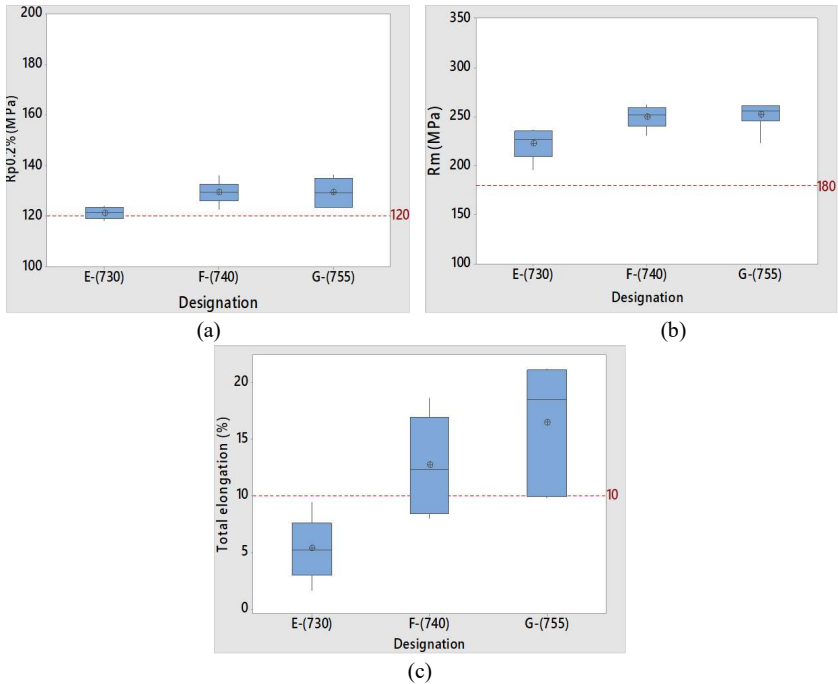 200
180
160
140
120
100
Rp0.2% (MPa)
120
E-(730) F-(740) G-(755)
Designation
(a)
350
300
250
200
150
100
Rm (MPa)
180
E-(730) F-(740) G-(755)
Designation
(b)
20
15
10
5
0
Total elongation (%)
10
E-(730) F-(740) G-(755)
Designation
(c)